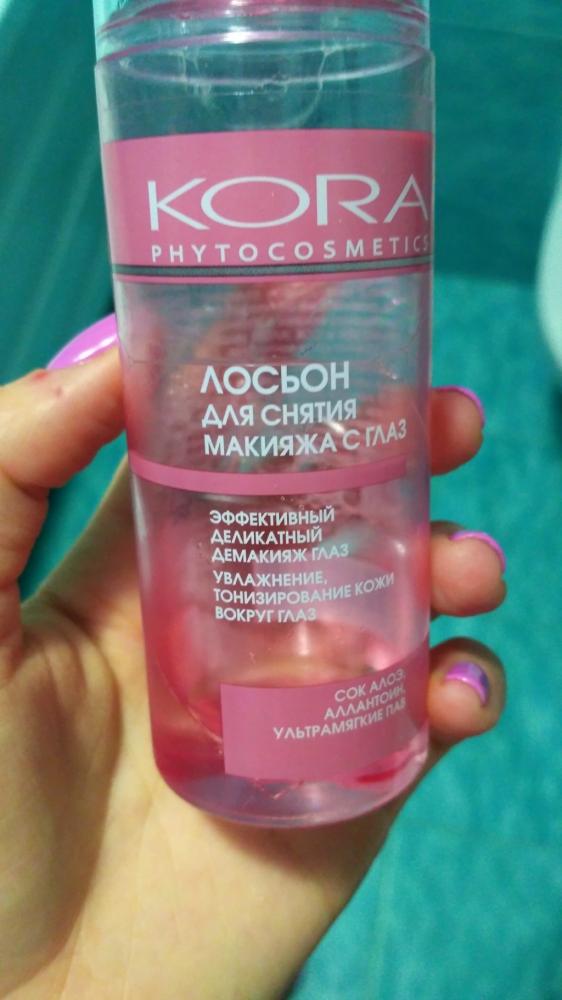 KORA
PHYTOCOSMETICS
ЛОСЬОН
ДЛЯ СНЯТИЯ
МАКИЯЖА С ГЛАЗ
ЭФФЕКТИВНЫЙ
ДЕЛИКАТНЫЙ
ДЕМАКИЯЖ ГЛАЗ
УВЛАЖНЕНИЕ,
ТОНИЗИРОВАНИЕ КОЖИ
ВОКРУГ ГЛАЗ
СОК АЛОЭ,
АЛЛАНТОИН,
УЛЬТРАМЯГКИЕ ПАВ